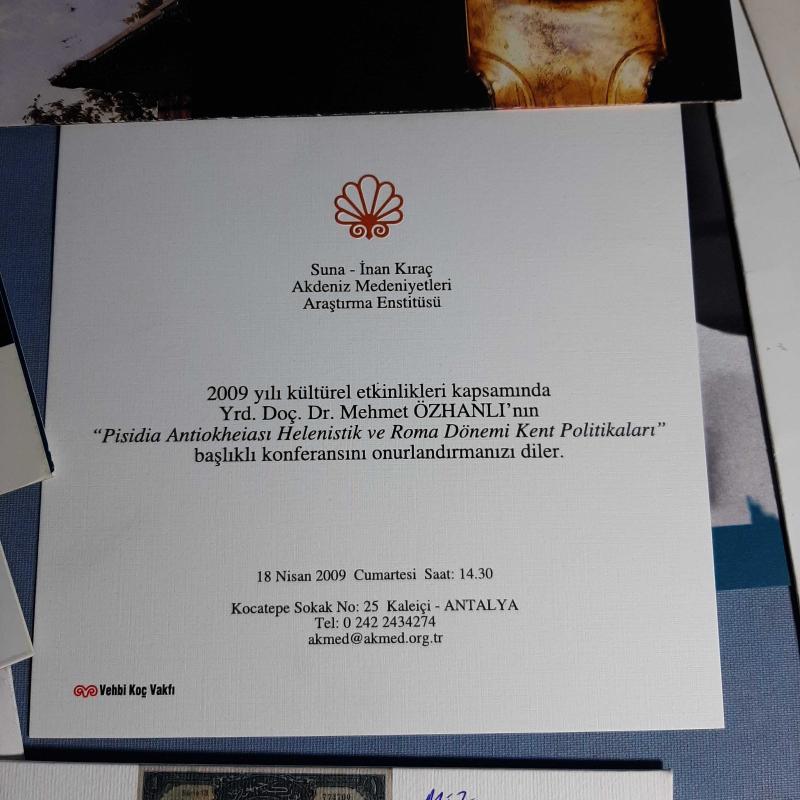 Suna - İnan Kıraç
Akdeniz Medeniyetleri
Araştırma Enstitüsü
2009 yılı kültürel etkinlikleri kapsamında
Yrd. Doç. Dr. Mehmet ÖZHANLI'nın
“Pisidia Antiokheiası Helenistik ve Roma Dönemi Kent Politikaları”
başlıklı konferansını onurlandırmanızı diler.
18 Nisan 2009 Cumartesi Saat: 14.30
Kocatepe Sokak No: 25 Kaleiçi - ANTALYA
Tel: 0 242 2434274
akmed@akmed.org.tr
Vehbi Koç Vakfı